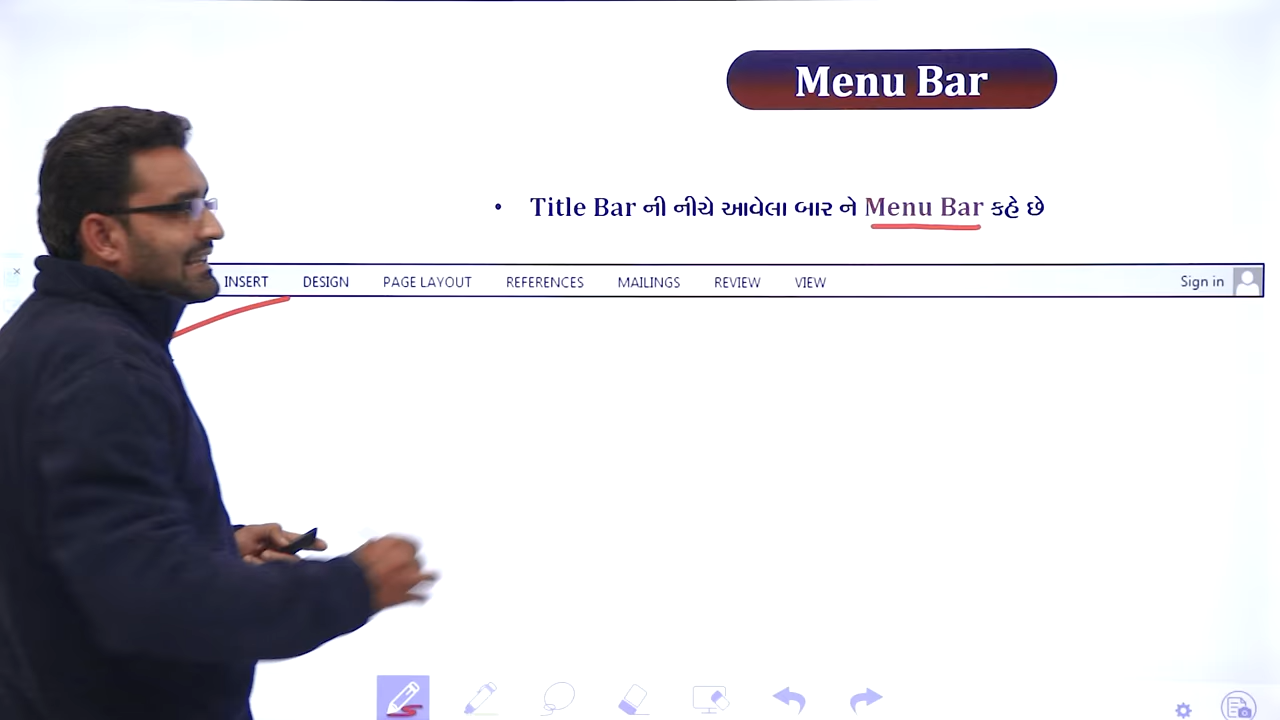 Menu Bar
• Title Bar ની નીચે આવેલા બાર ને Menu Bar કહે છે
INSERT DESIGN PAGE LAYOUT REFERENCES MAILINGS REVIEW VIEW Sign in